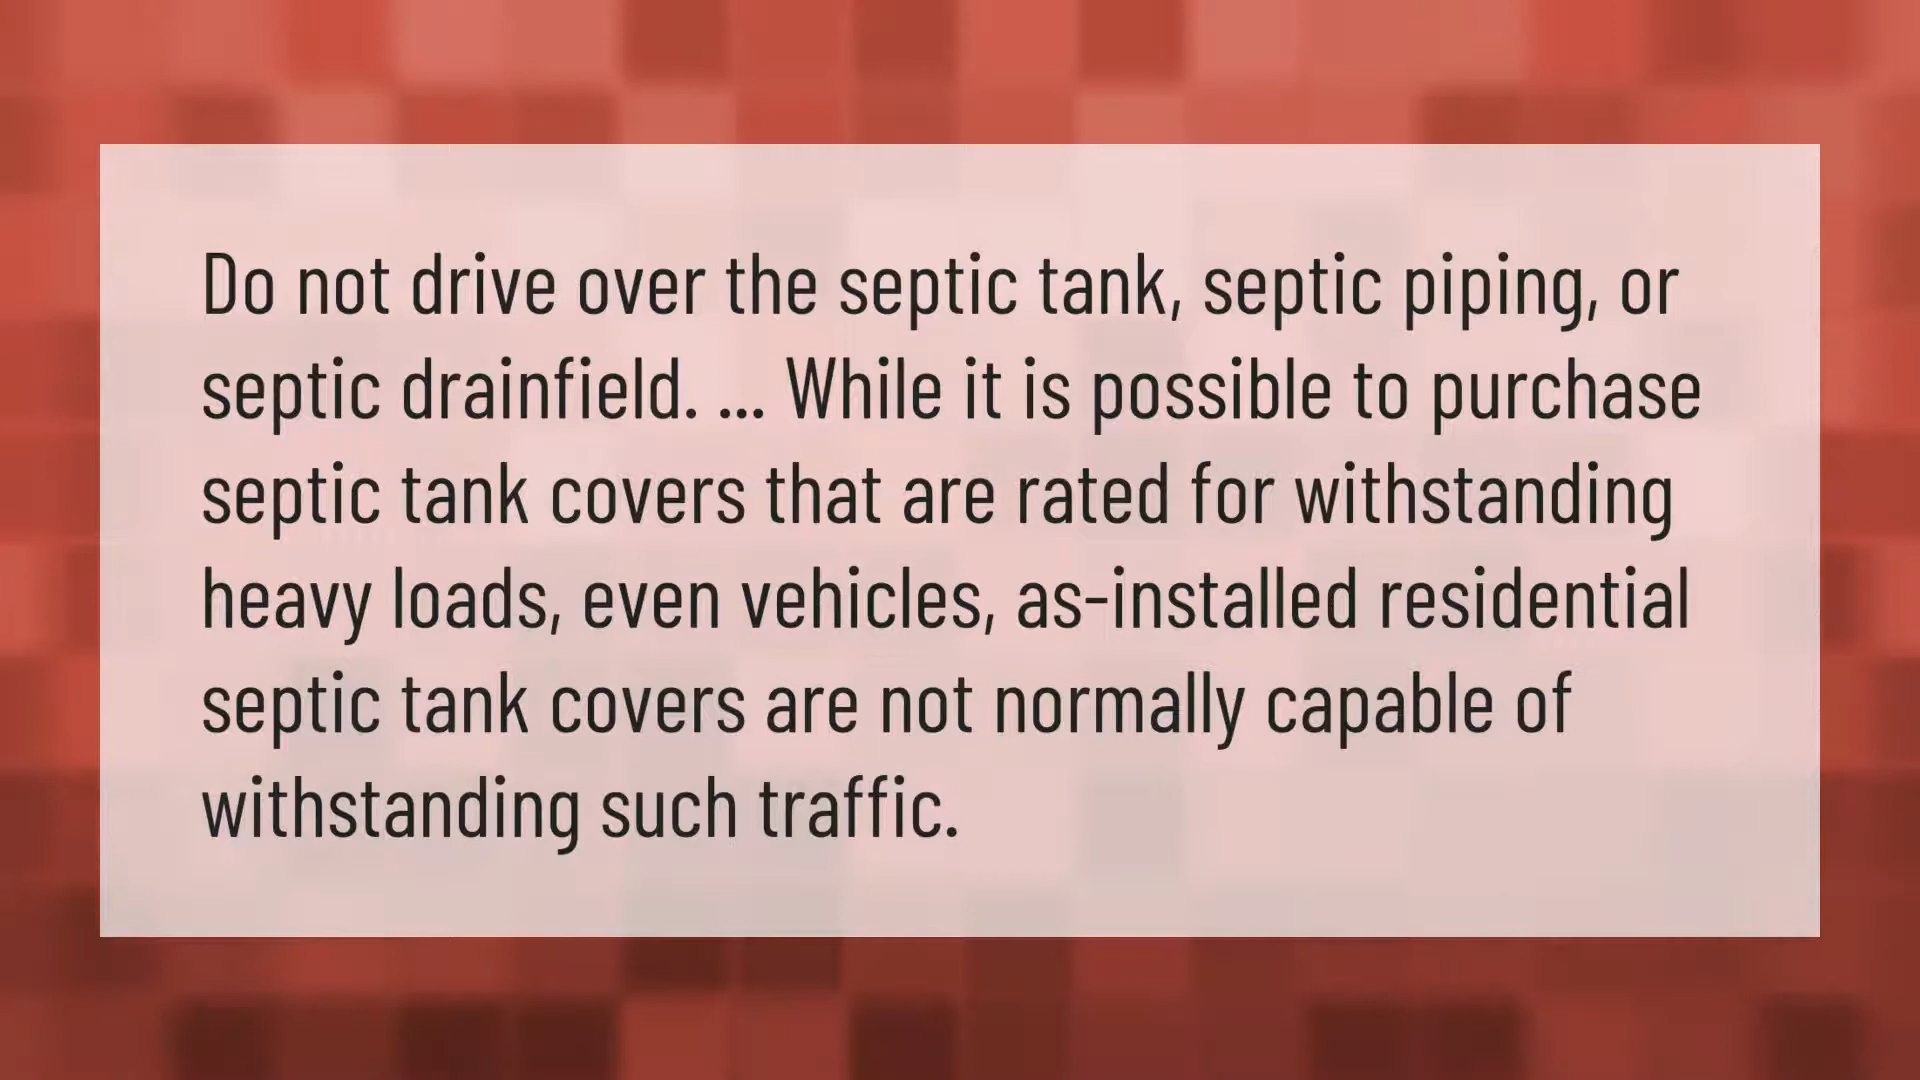 Do not drive over the septic tank, septic piping, or
septic drainfield. ... While it is possible to purchase
septic tank covers that are rated for withstanding
heavy loads, even vehicles, as-installed residential
septic tank covers are not normally capable of
withstanding such traffic.